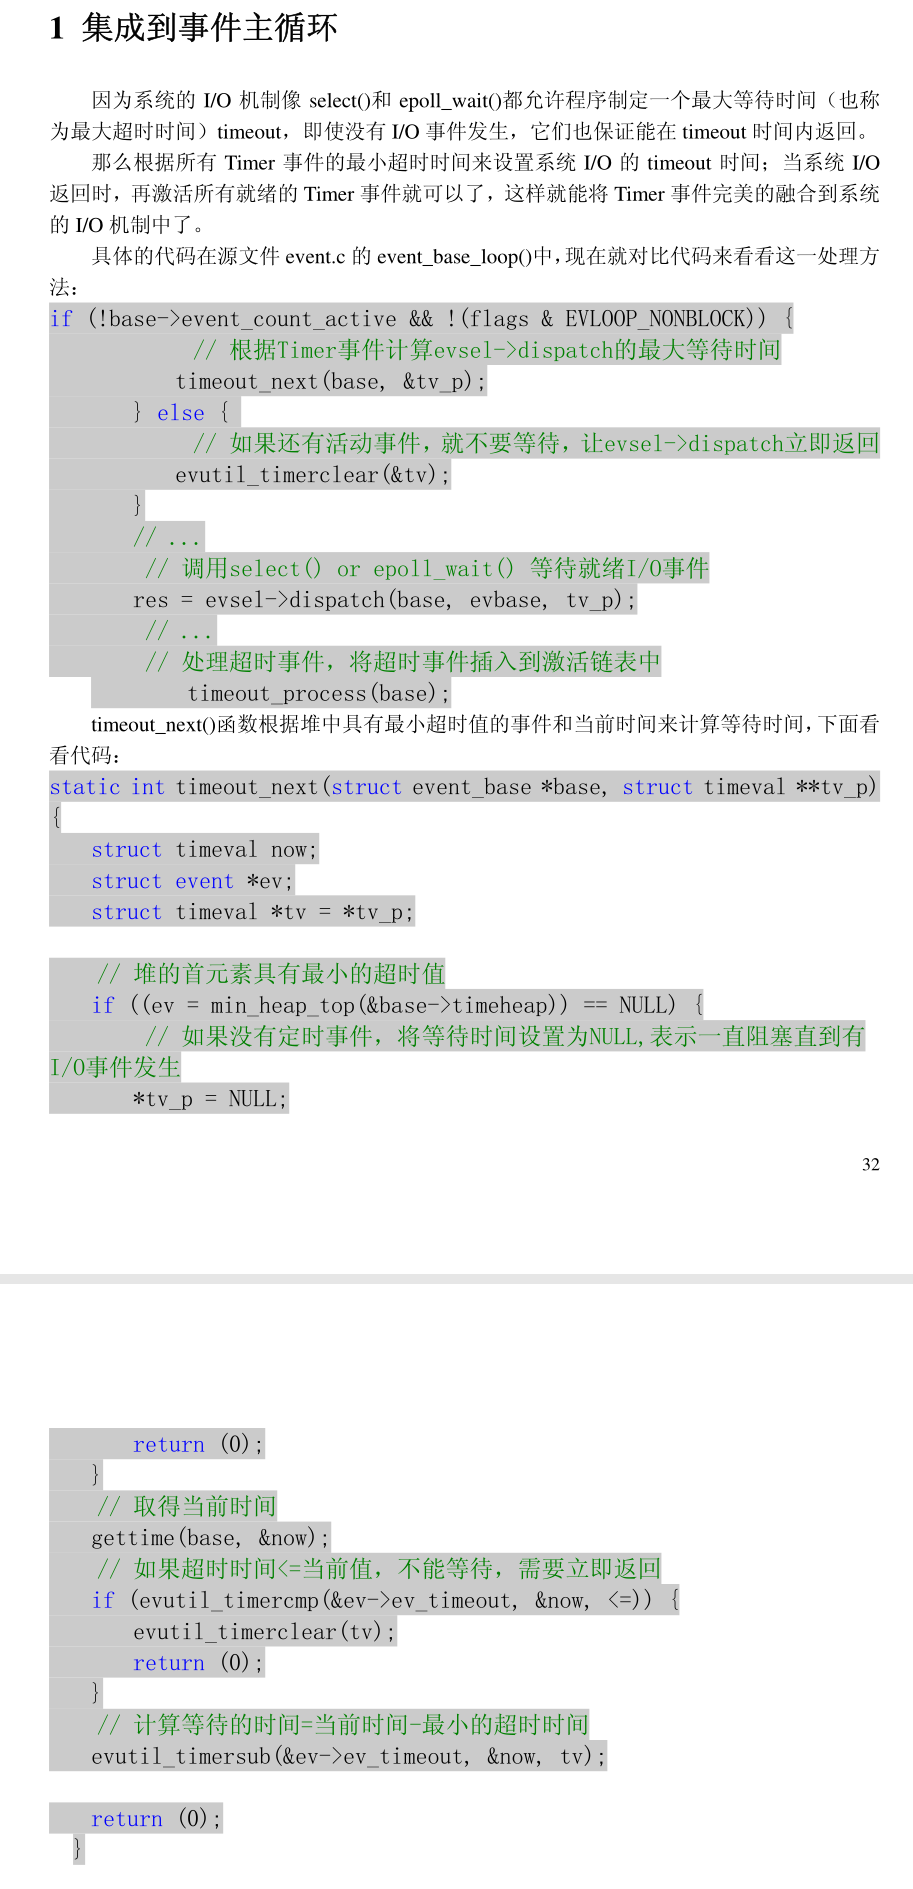 1 集成到事件主循环
因为系统的 I/O 机制像 select()和 epoll_wait()都允许程序制定一个最大等待时间（也称
为最大超时时间）timeout，即使没有 I/O 事件发生，它们也保证能在 timeout 时间内返回。
那么根据所有 Timer 事件的最小超时时间来设置系统 I/O 的 timeout 时间；当系统 I/O
返回时，再激活所有就绪的 Timer 事件就可以了，这样就能将 Timer 事件完美的融合到系统
的 I/O 机制中了。
具体的代码在源文件 event.c 的 event_base_loop()中，现在就对比代码来看看这一处理方
法：
if (!base->event_count_active && !(flags & EVLOOP_NONBLOCK)) {
// 根据Timer事件计算evsel->dispatch的最大等待时间
timeout_next(base, &tv_p);
} else {
// 如果还有活动事件，就不要等待，让evsel->dispatch立即返回
evutil_timerclear(&tv);
}
// ...
// 调用select() or epoll_wait() 等待就绪I/O事件
res = evsel->dispatch(base, evbase, tv_p);
// ...
// 处理超时事件，将超时事件插入到激活链表中
timeout_process(base);
timeout_next()函数根据堆中具有最小超时值的事件和当前时间来计算等待时间，下面看
看代码：
static int timeout_next(struct event_base *base, struct timeval **tv_p)
{
struct timeval now;
struct event *ev;
struct timeval *tv = *tv_p;
// 堆的首元素具有最小的超时值
if ((ev = min_heap_top(&base->timeheap)) == NULL) {
// 如果没有定时事件，将等待时间设置为NULL,表示一直阻塞直到有
I/O事件发生
*tv_p = NULL;
32
return (0);
}
// 取得当前时间
gettime(base, &now);
// 如果超时时间<=当前值，不能等待，需要立即返回
if (evutil_timercmp(&ev->ev_timeout, &now, <=)) {
evutil_timerclear(tv);
return (0);
}
// 计算等待的时间=当前时间-最小的超时时间
evutil_timersub(&ev->ev_timeout, &now, tv);
return (0);
}